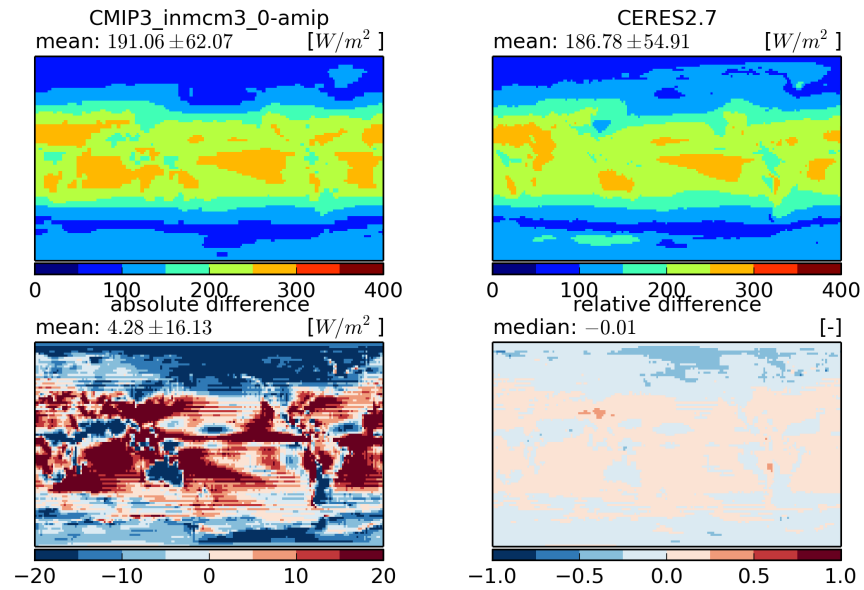 CMIP3_inmcm3_0-amip
mean: 191.06±62.07 [W/m² ]
CERES2.7
mean: 186.78±54.91 [W/m² ]
0 100 200 300 400
0 100 200 300 400
absolute difference
mean: 4.28±16.13 [W/m² ]
relative difference
median: −0.01 [-]
−20 −10 0 10 20
−1.0 −0.5 0.0 0.5 1.0